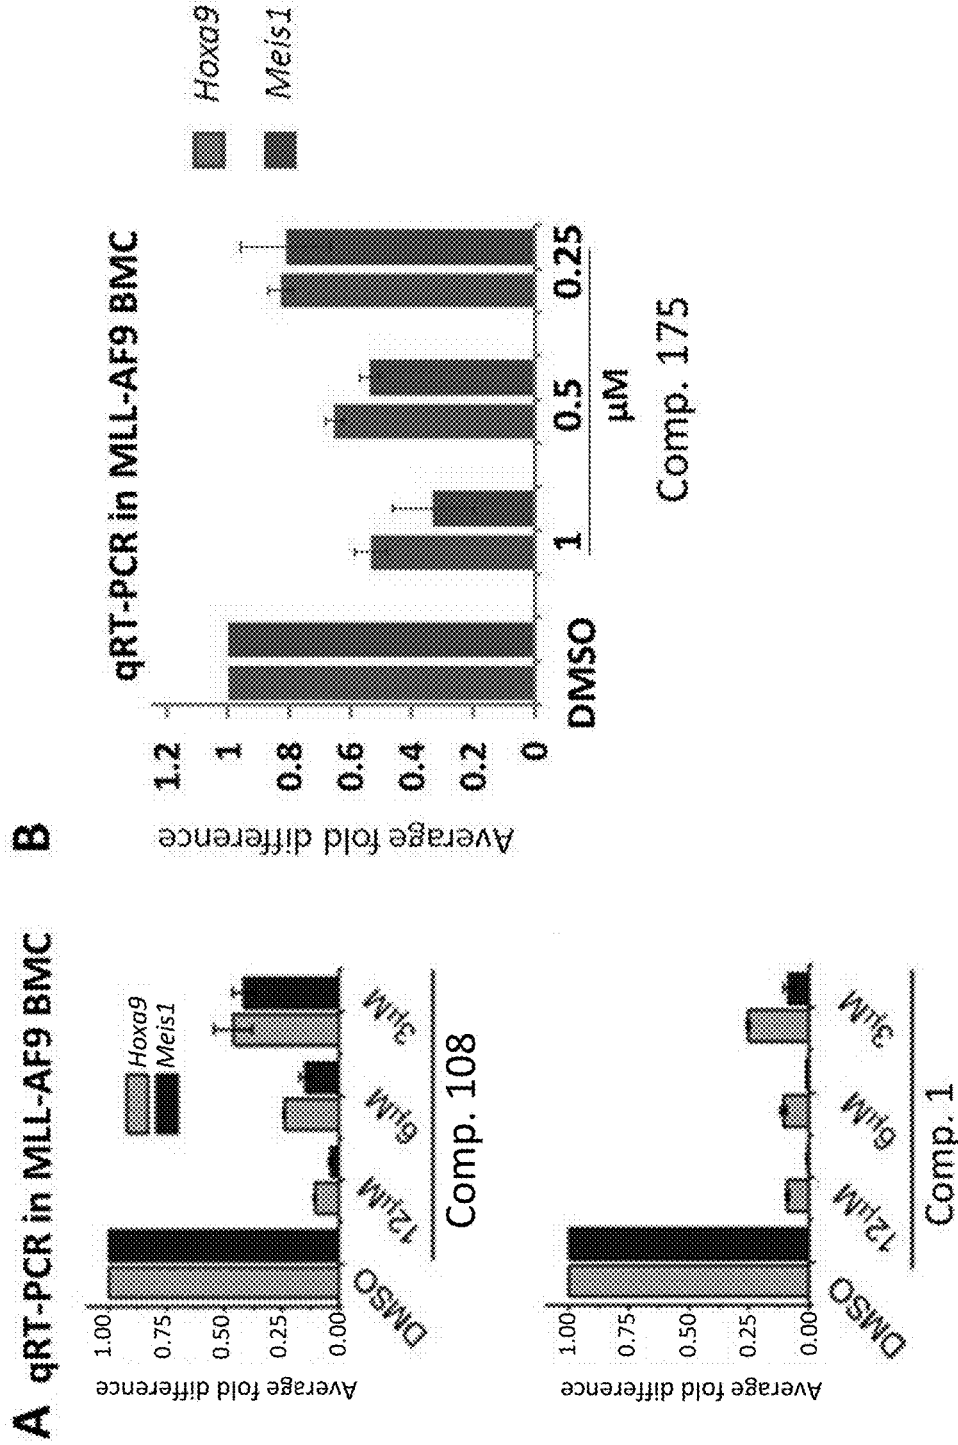 A qRT-PCR in MLL-AF9 BMC
Average fold difference
1.00
0.75
0.50
0.25
0.00
Hoxa9
Meis1
DMSO 12µM 6µM 3µM
Comp. 108
Average fold difference
1.00
0.75
0.50
0.25
0.00
DMSO 12µM 6µM 3µM
Comp. 1
B
qRT-PCR in MLL-AF9 BMC
Average fold difference
1.2
1
0.8
0.6
0.4
0.2
0
DMSO 1 0.5 0.25
µM
Comp. 175
Hoxa9
Meis1